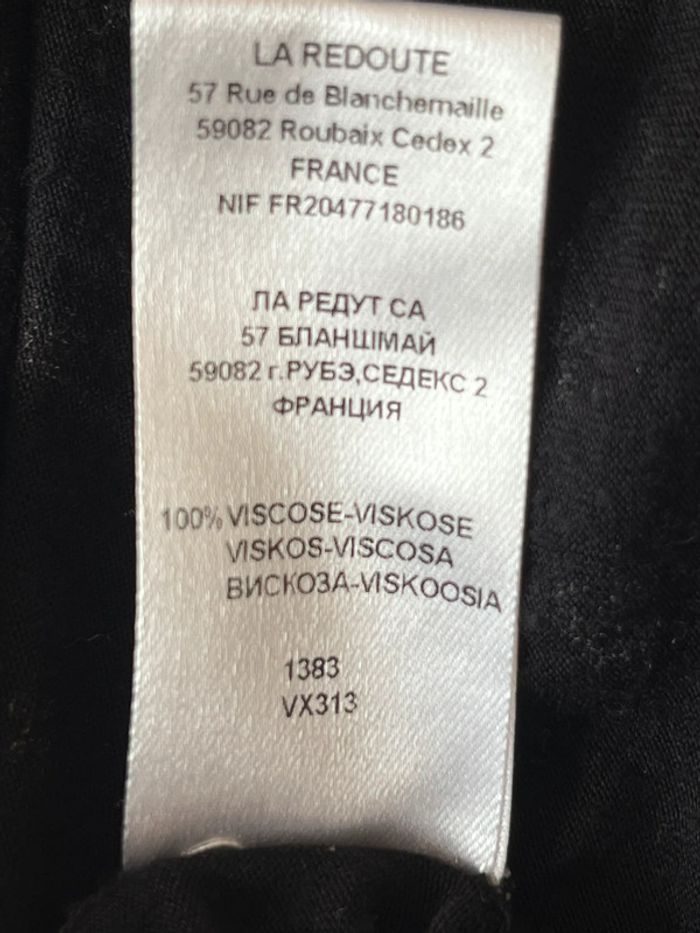 LA REDOUTE
57 Rue de Blanchemaille
59082 Roubaix Cedex 2
FRANCE
NIF FR20477180186
ЛА РЕДУТ СА
57 БЛАНШМАЙ
59082 г.РУБЭ,СЕДЕКС 2
ФРАНЦИЯ
100% VISCOSE-VISKOSE
VISKOS-VISCOSA
ВИСКОЗА-VISKOOSIA
1383
VX313